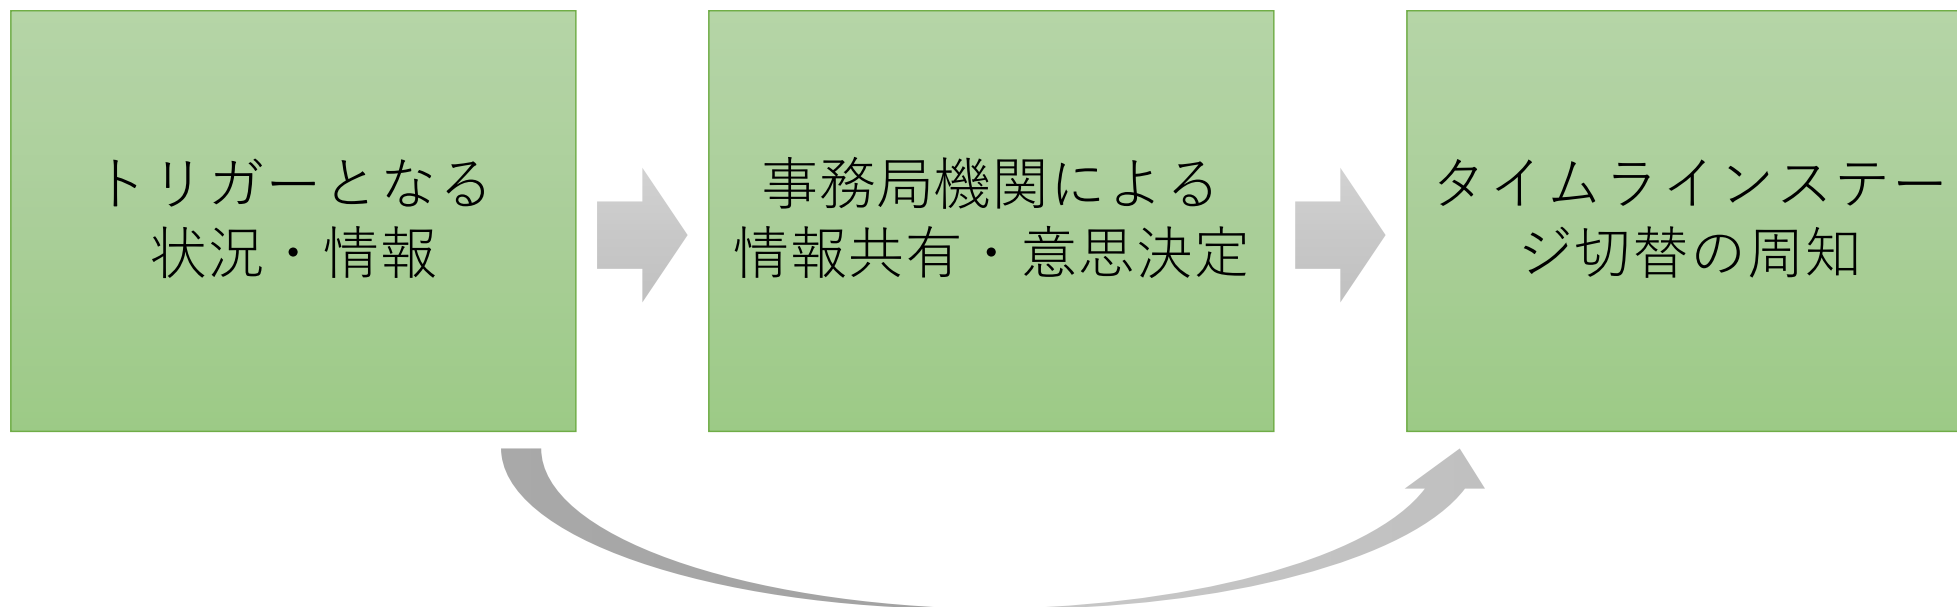 トリガーとなる
状況・情報
事務局機関による
情報共有・意思決定
タイムラインステー
ジ切替の周知